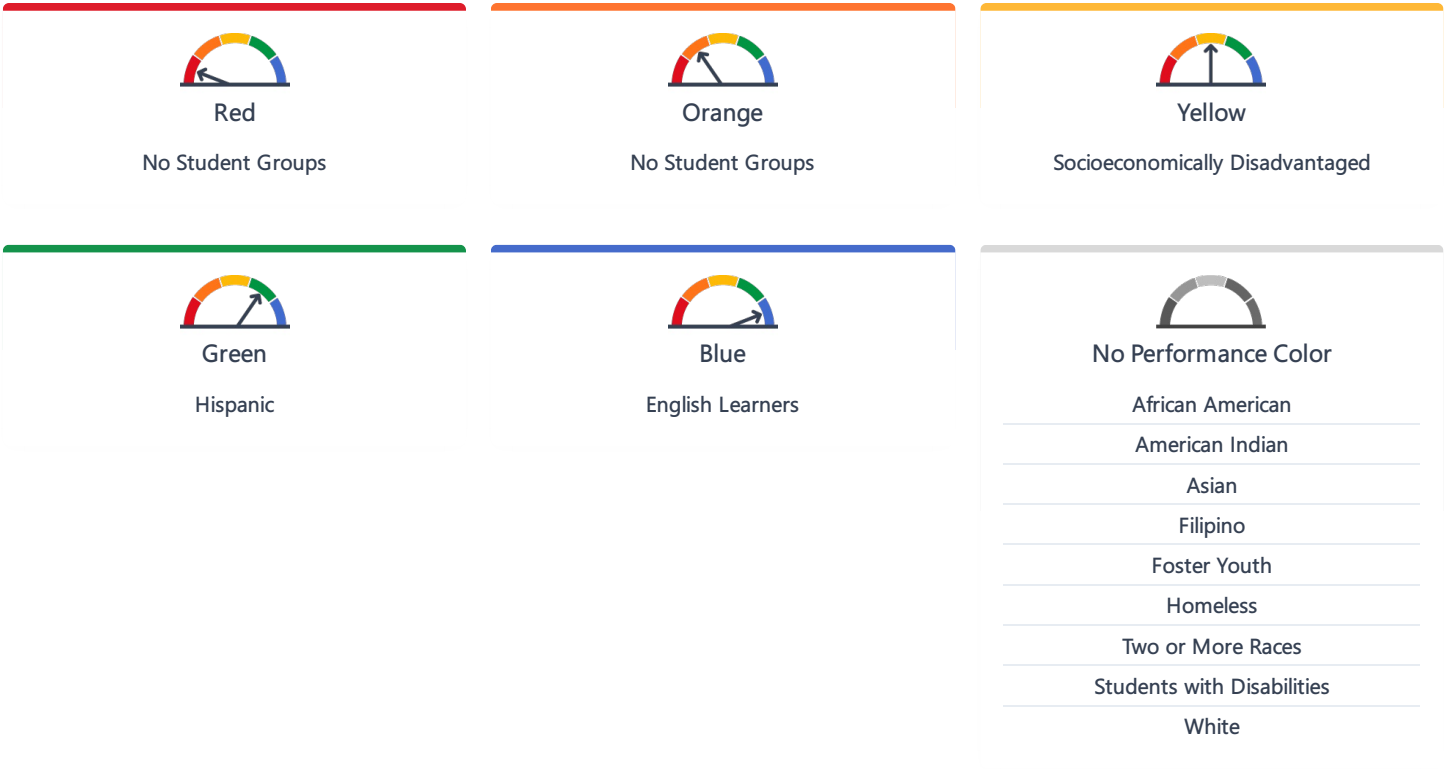 Red
No Student Groups
Orange
No Student Groups
Yellow
Socioeconomically Disadvantaged
Green
Hispanic
Blue
English Learners
No Performance Color
African American
American Indian
Asian
Filipino
Foster Youth
Homeless
Two or More Races
Students with Disabilities
White